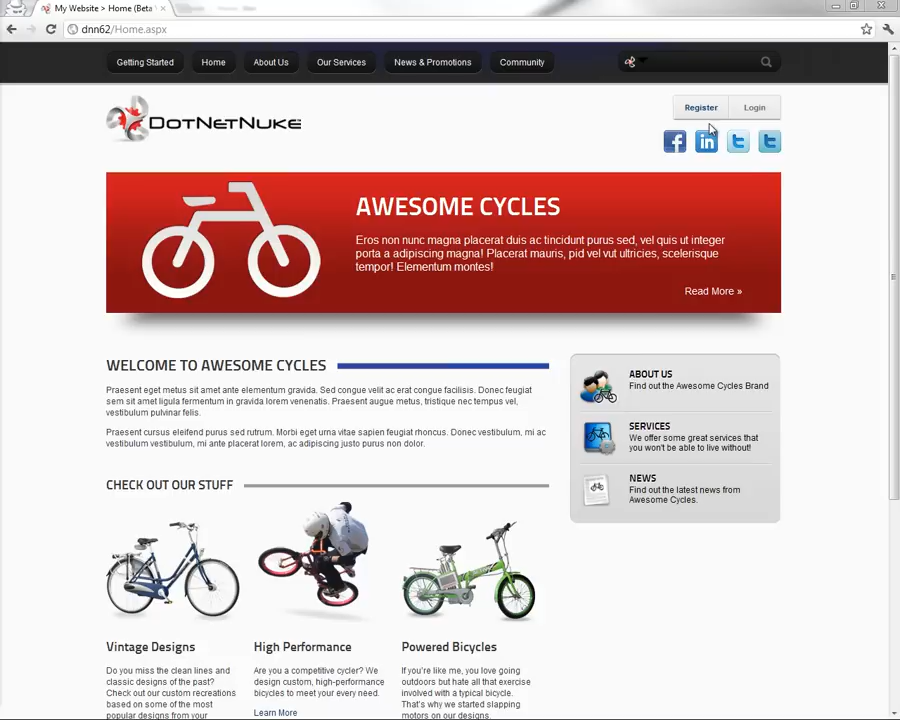 My Website > Home (Beta
dnn62/Home.aspx
Getting Started Home About Us Our Services News & Promotions Community
DOTNETNUKE
Register Login
AWESOME CYCLES
Eros non nunc magna placerat duis ac tincidunt purus sed, vel quis ut integer
porta a adipiscing magna! Placerat mauris, pid vel vut ultricies, scelerisque
tempor! Elementum montes!
Read More »
WELCOME TO AWESOME CYCLES
Praesent eget metus sit amet ante elementum gravida. Sed congue velit ac erat congue facilisis. Donec feugiat
sem sit amet ligula fermentum in gravida lorem venenatis. Praesent augue metus, tristique nec tempus vel,
vestibulum pulvinar felis.
Praesent cursus eleifend purus sed rutrum. Morbi eget urna vitae sapien feugiat rhoncus. Donec vestibulum, mi ac
vestibulum vestibulum, mi ante placerat lorem, ac adipiscing justo purus non dolor.
ABOUT US
Find out the Awesome Cycles Brand
SERVICES
We offer some great services that
you won't be able to live without!
NEWS
Find out the latest news from
Awesome Cycles.
CHECK OUT OUR STUFF
Vintage Designs
Do you miss the clean lines and
classic designs of the past?
Check out our custom recreations
based on some of the most
popular designs from your
High Performance
Are you a competitive cycler? We
design custom, high-performance
bicycles to meet your every need.
Learn More
Powered Bicycles
If you're like me, you love going
outdoors but hate all that exercise
involved with a typical bicycle.
That's why we started slapping
motors on our designs.